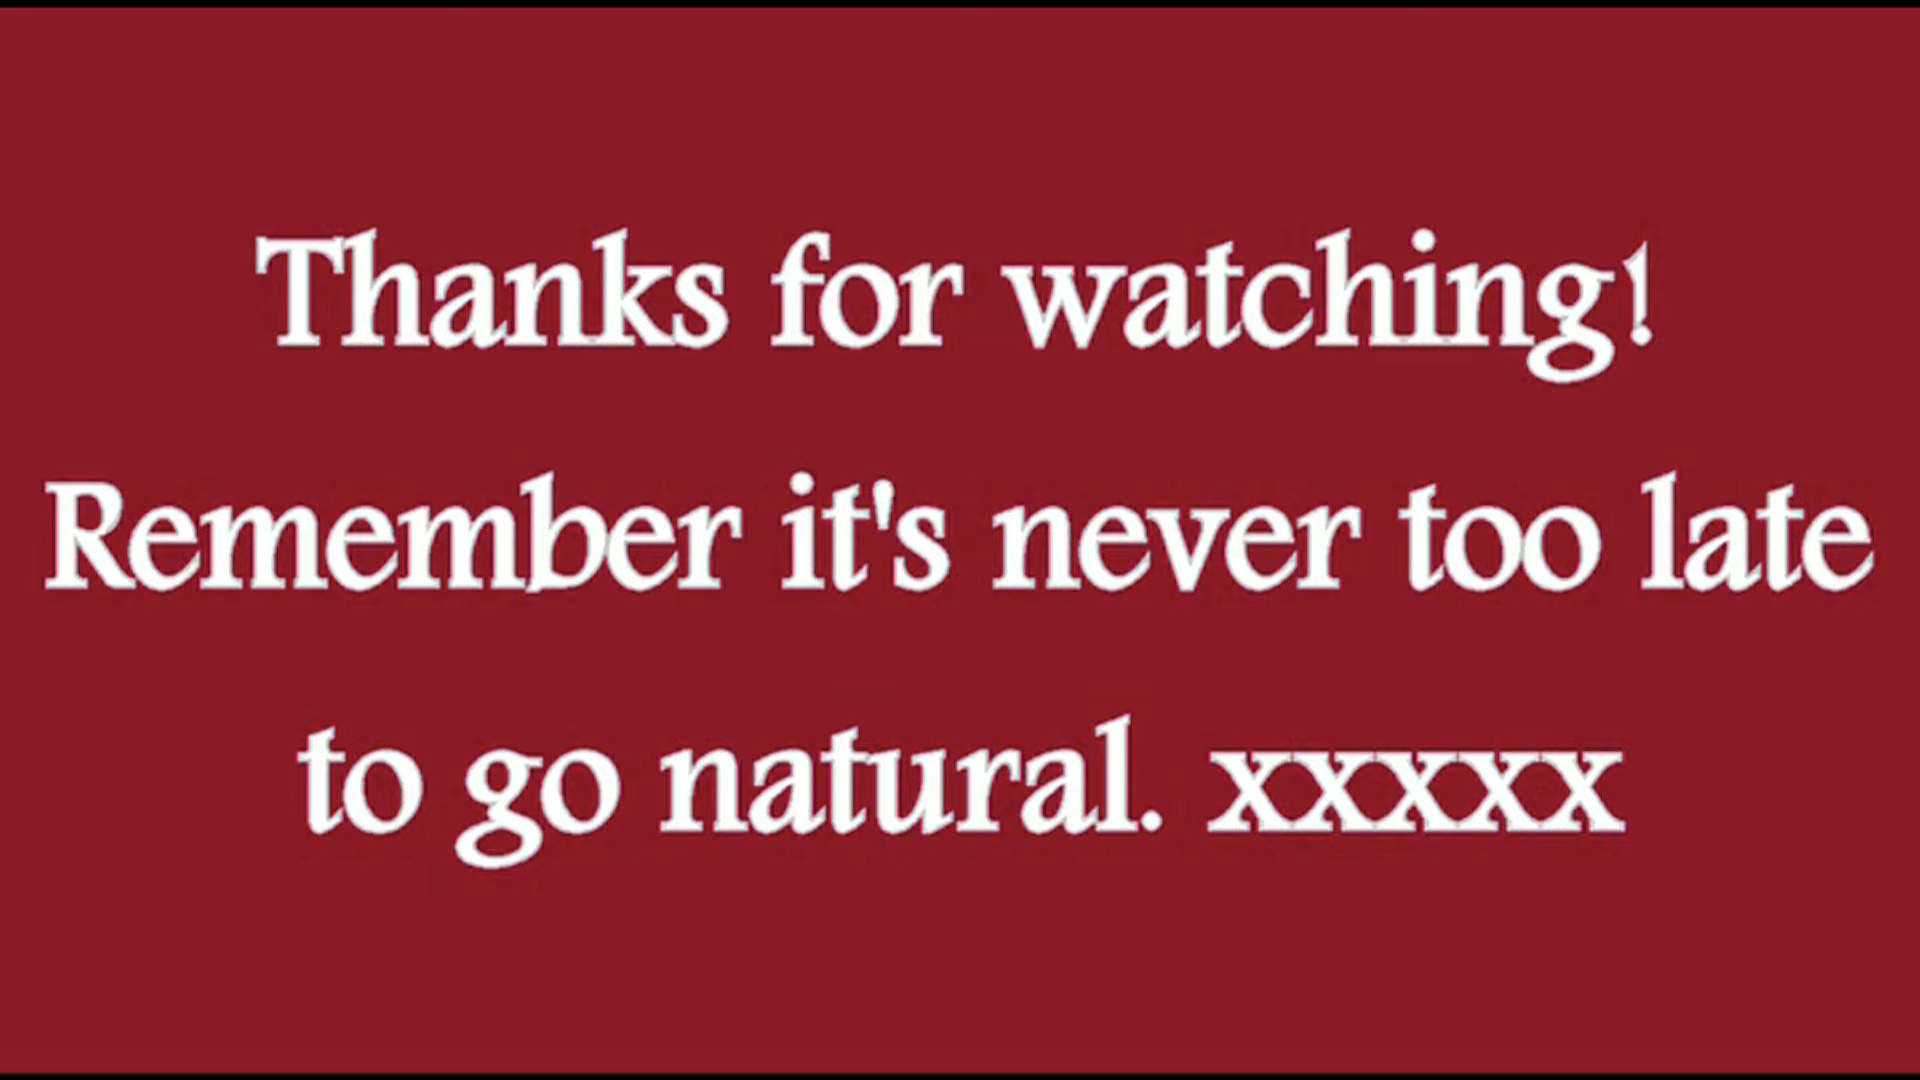 Thanks for watching!
Remember it's never too late
to go natural. xxxxx